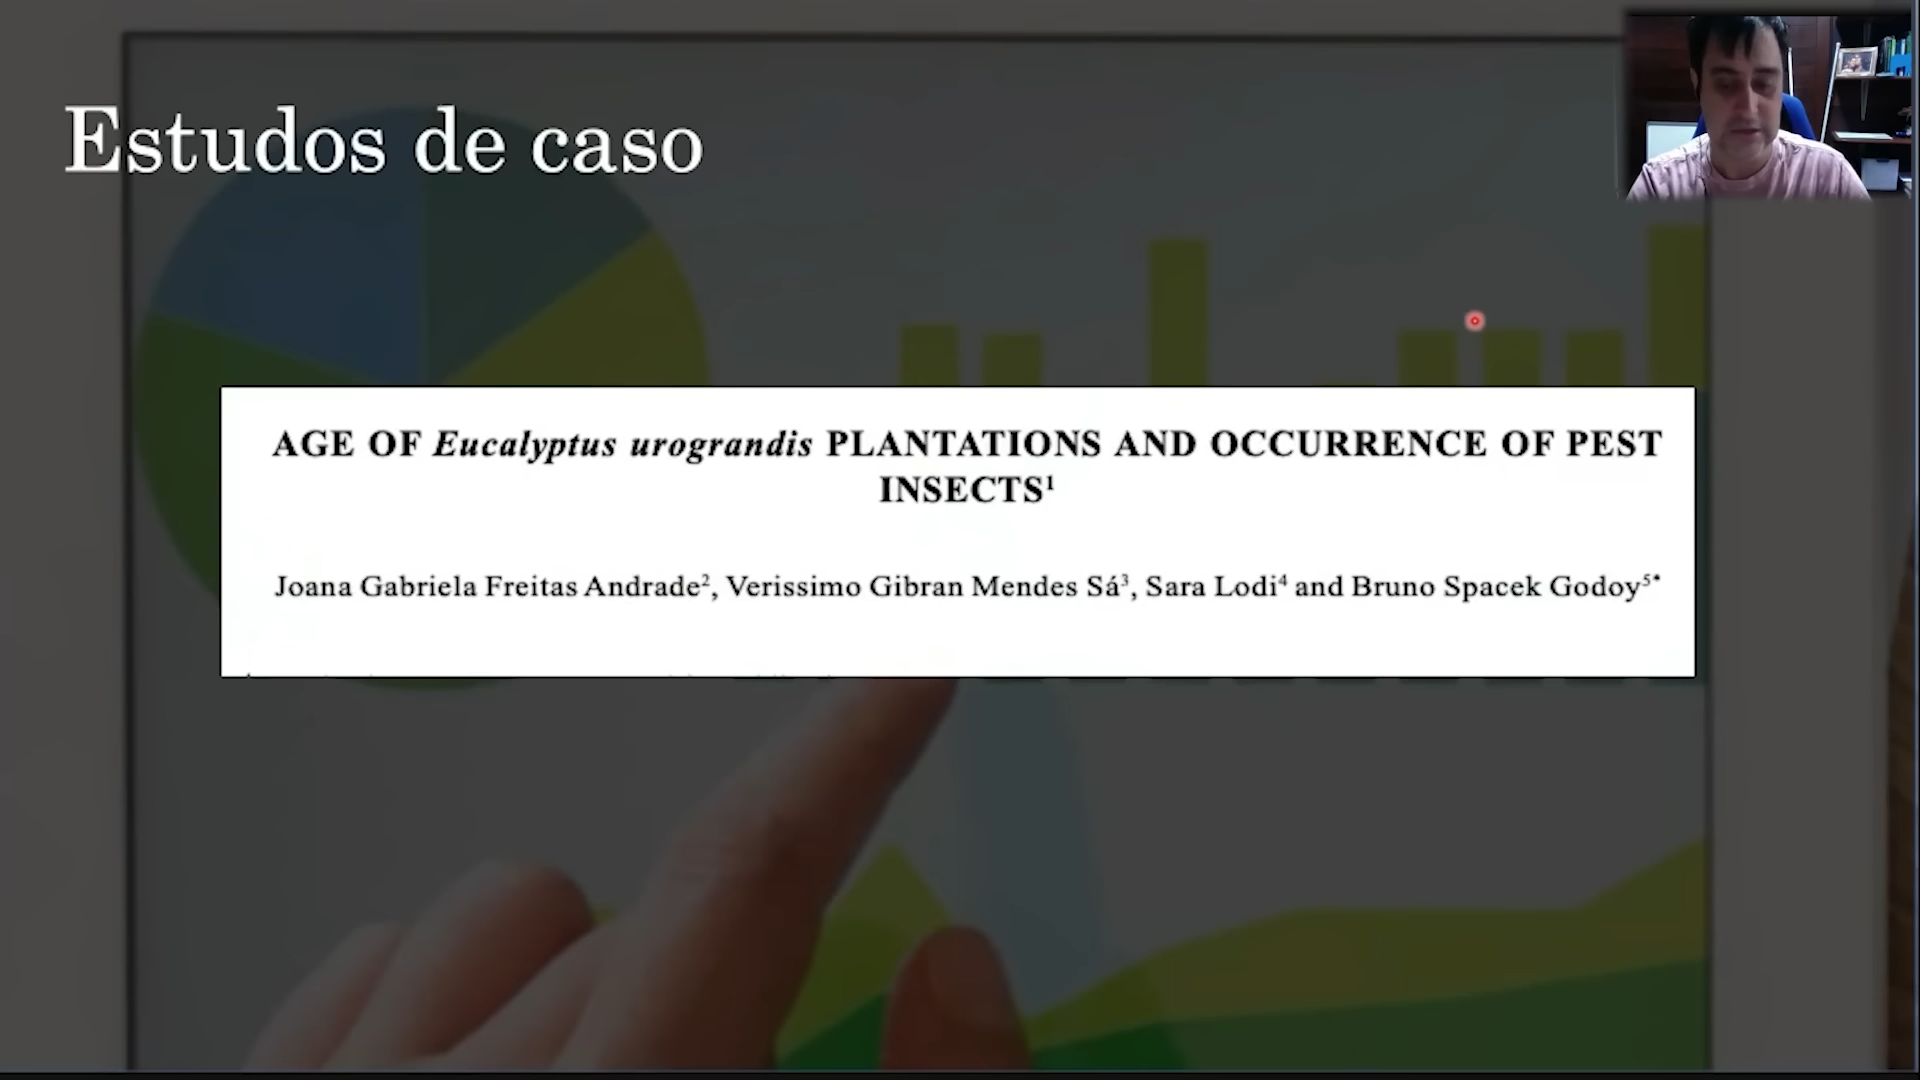 Estudos de caso
AGE OF Eucalyptus urograndis PLANTATIONS AND OCCURRENCE OF PEST
INSECTS¹
Joana Gabriela Freitas Andrade², Verissimo Gibran Mendes Sá³, Sara Lodi⁴ and Bruno Spacek Godoy⁵*